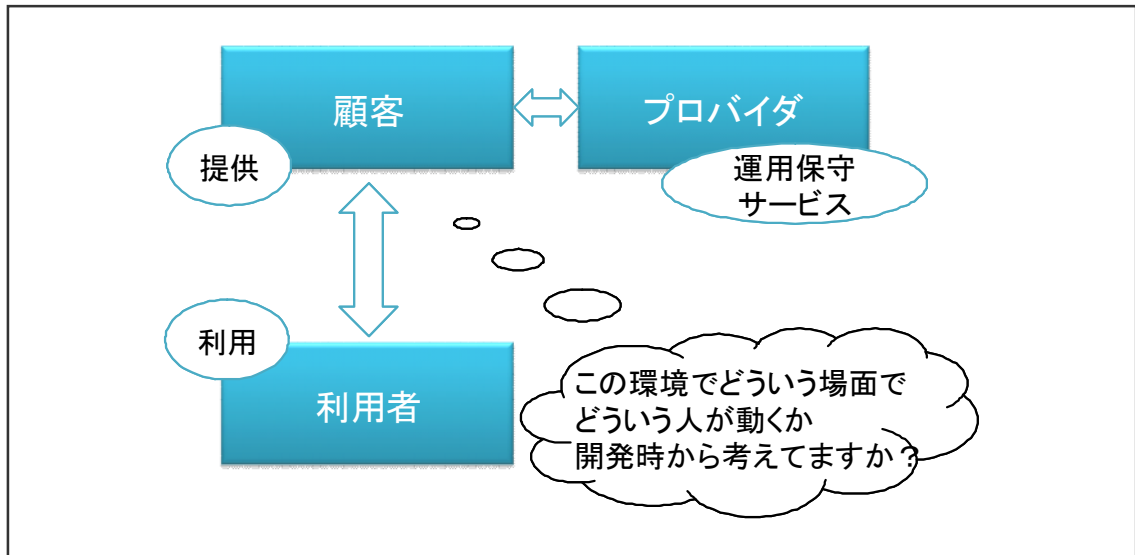 顧客
プロバイダ
提供
運用保守
サービス
利用
利用者
この環境でどういう場面で
どういう人が動くか
開発時から考えてますか？